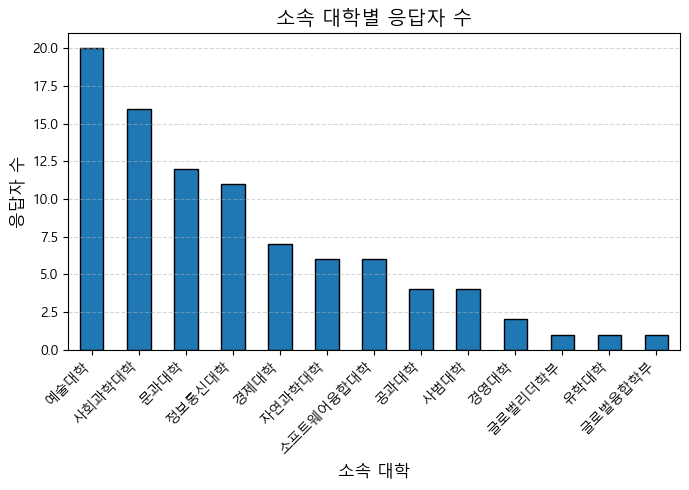 소속 대학별 응답자 수
응답자 수
20.0
17.5
15.0
12.5
10.0
7.5
5.0
2.5
0.0
예술대학
사회과학대학
문과대학
정보통신대학
경제대학
자연과학대학
소프트웨어융합대학
공과대학
사범대학
경영대학
글로벌리더학부
유학대학
글로벌융합학부
소속 대학